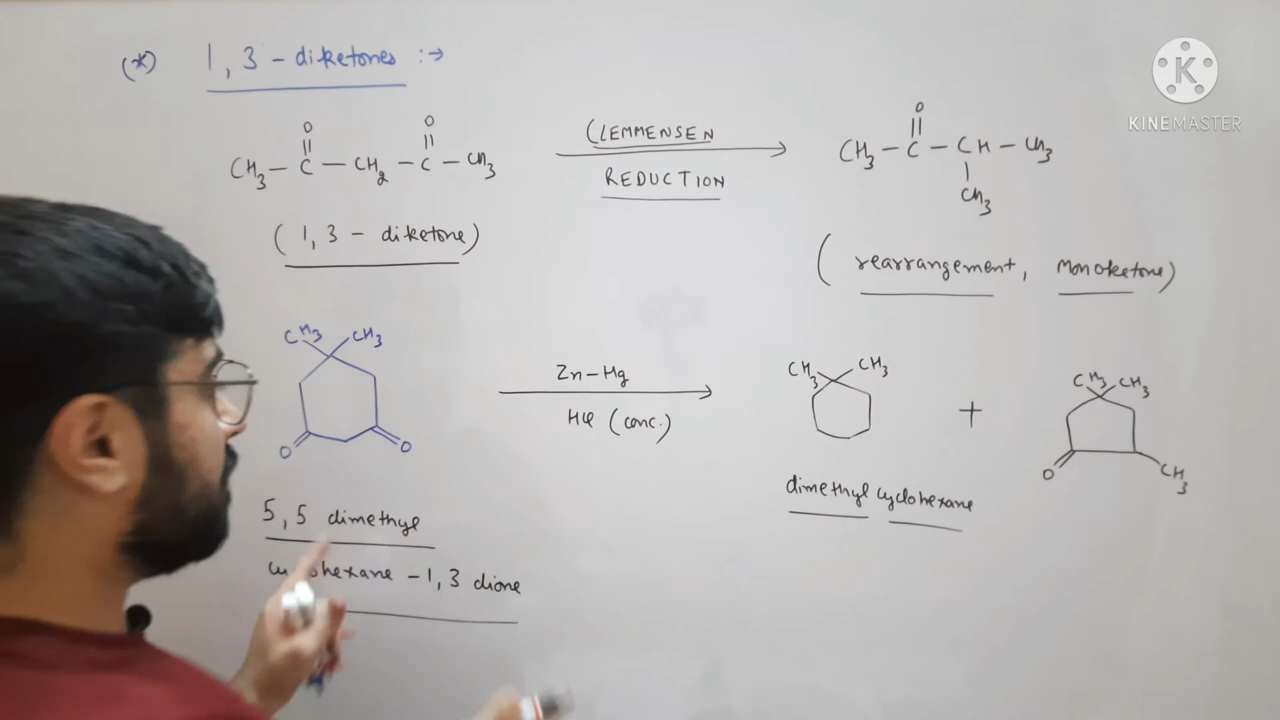 (*) 1, 3 - diketones :→
KINEMASTER
O O
CH3 - C - CH2 - C - CH3
CLEMMENSEN
REDUCTION
O
CH3 - C - CH - CH3
CH3
(1, 3 - diketone)
(rearrangement, Monoketone)
CH3 CH3
O O
Zn-Hg
HCl (conc.)
CH3 CH3
+
CH3 CH3
O CH3
dimethyl cyclohexane
5, 5 dimethyl
cyclohexane - 1, 3 dione